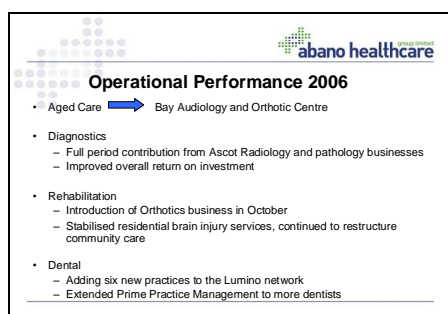 group limited
abano healthcare
Operational Performance 2006
• Aged Care Bay Audiology and Orthotic Centre
• Diagnostics
– Full period contribution from Ascot Radiology and pathology businesses
– Improved overall return on investment
• Rehabilitation
– Introduction of Orthotics business in October
– Stabilised residential brain injury services, continued to restructure
community care
• Dental
– Adding six new practices to the Lumino network
– Extended Prime Practice Management to more dentists